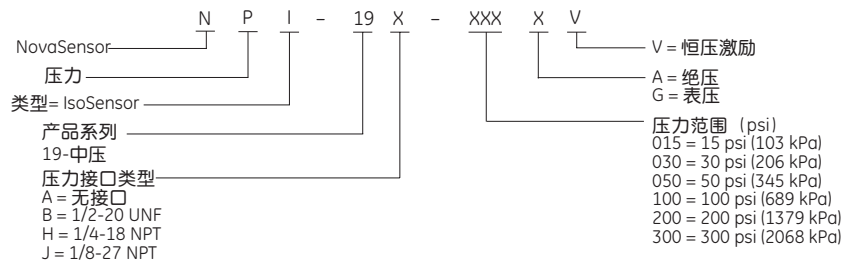 N P I - 19 X - XXX X V
NovaSensor
压力
类型= IsoSensor
产品系列
19-中压
压力接口类型
A = 无接口
B = 1/2-20 UNF
H = 1/4-18 NPT
J = 1/8-27 NPT
V = 恒压激励
A = 绝压
G = 表压
压力范围 (psi)
015 = 15 psi (103 kPa)
030 = 30 psi (206 kPa)
050 = 50 psi (345 kPa)
100 = 100 psi (689 kPa)
200 = 200 psi (1379 kPa)
300 = 300 psi (2068 kPa)